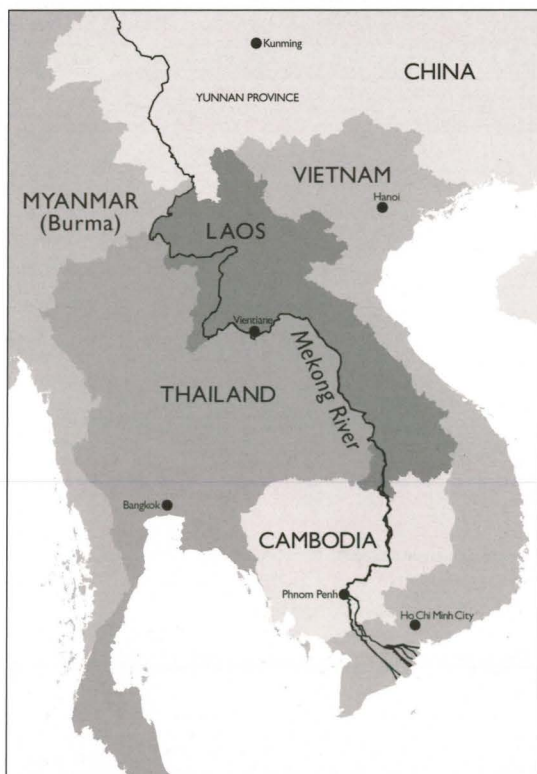 Kunming
CHINA
YUNNAN PROVINCE
VIETNAM
MYANMAR
(Burma)
Hanoi
LAOS
Vientiane
Mekong River
THAILAND
Bangkok
CAMBODIA
Phnom Penh
Ho Chi Minh City